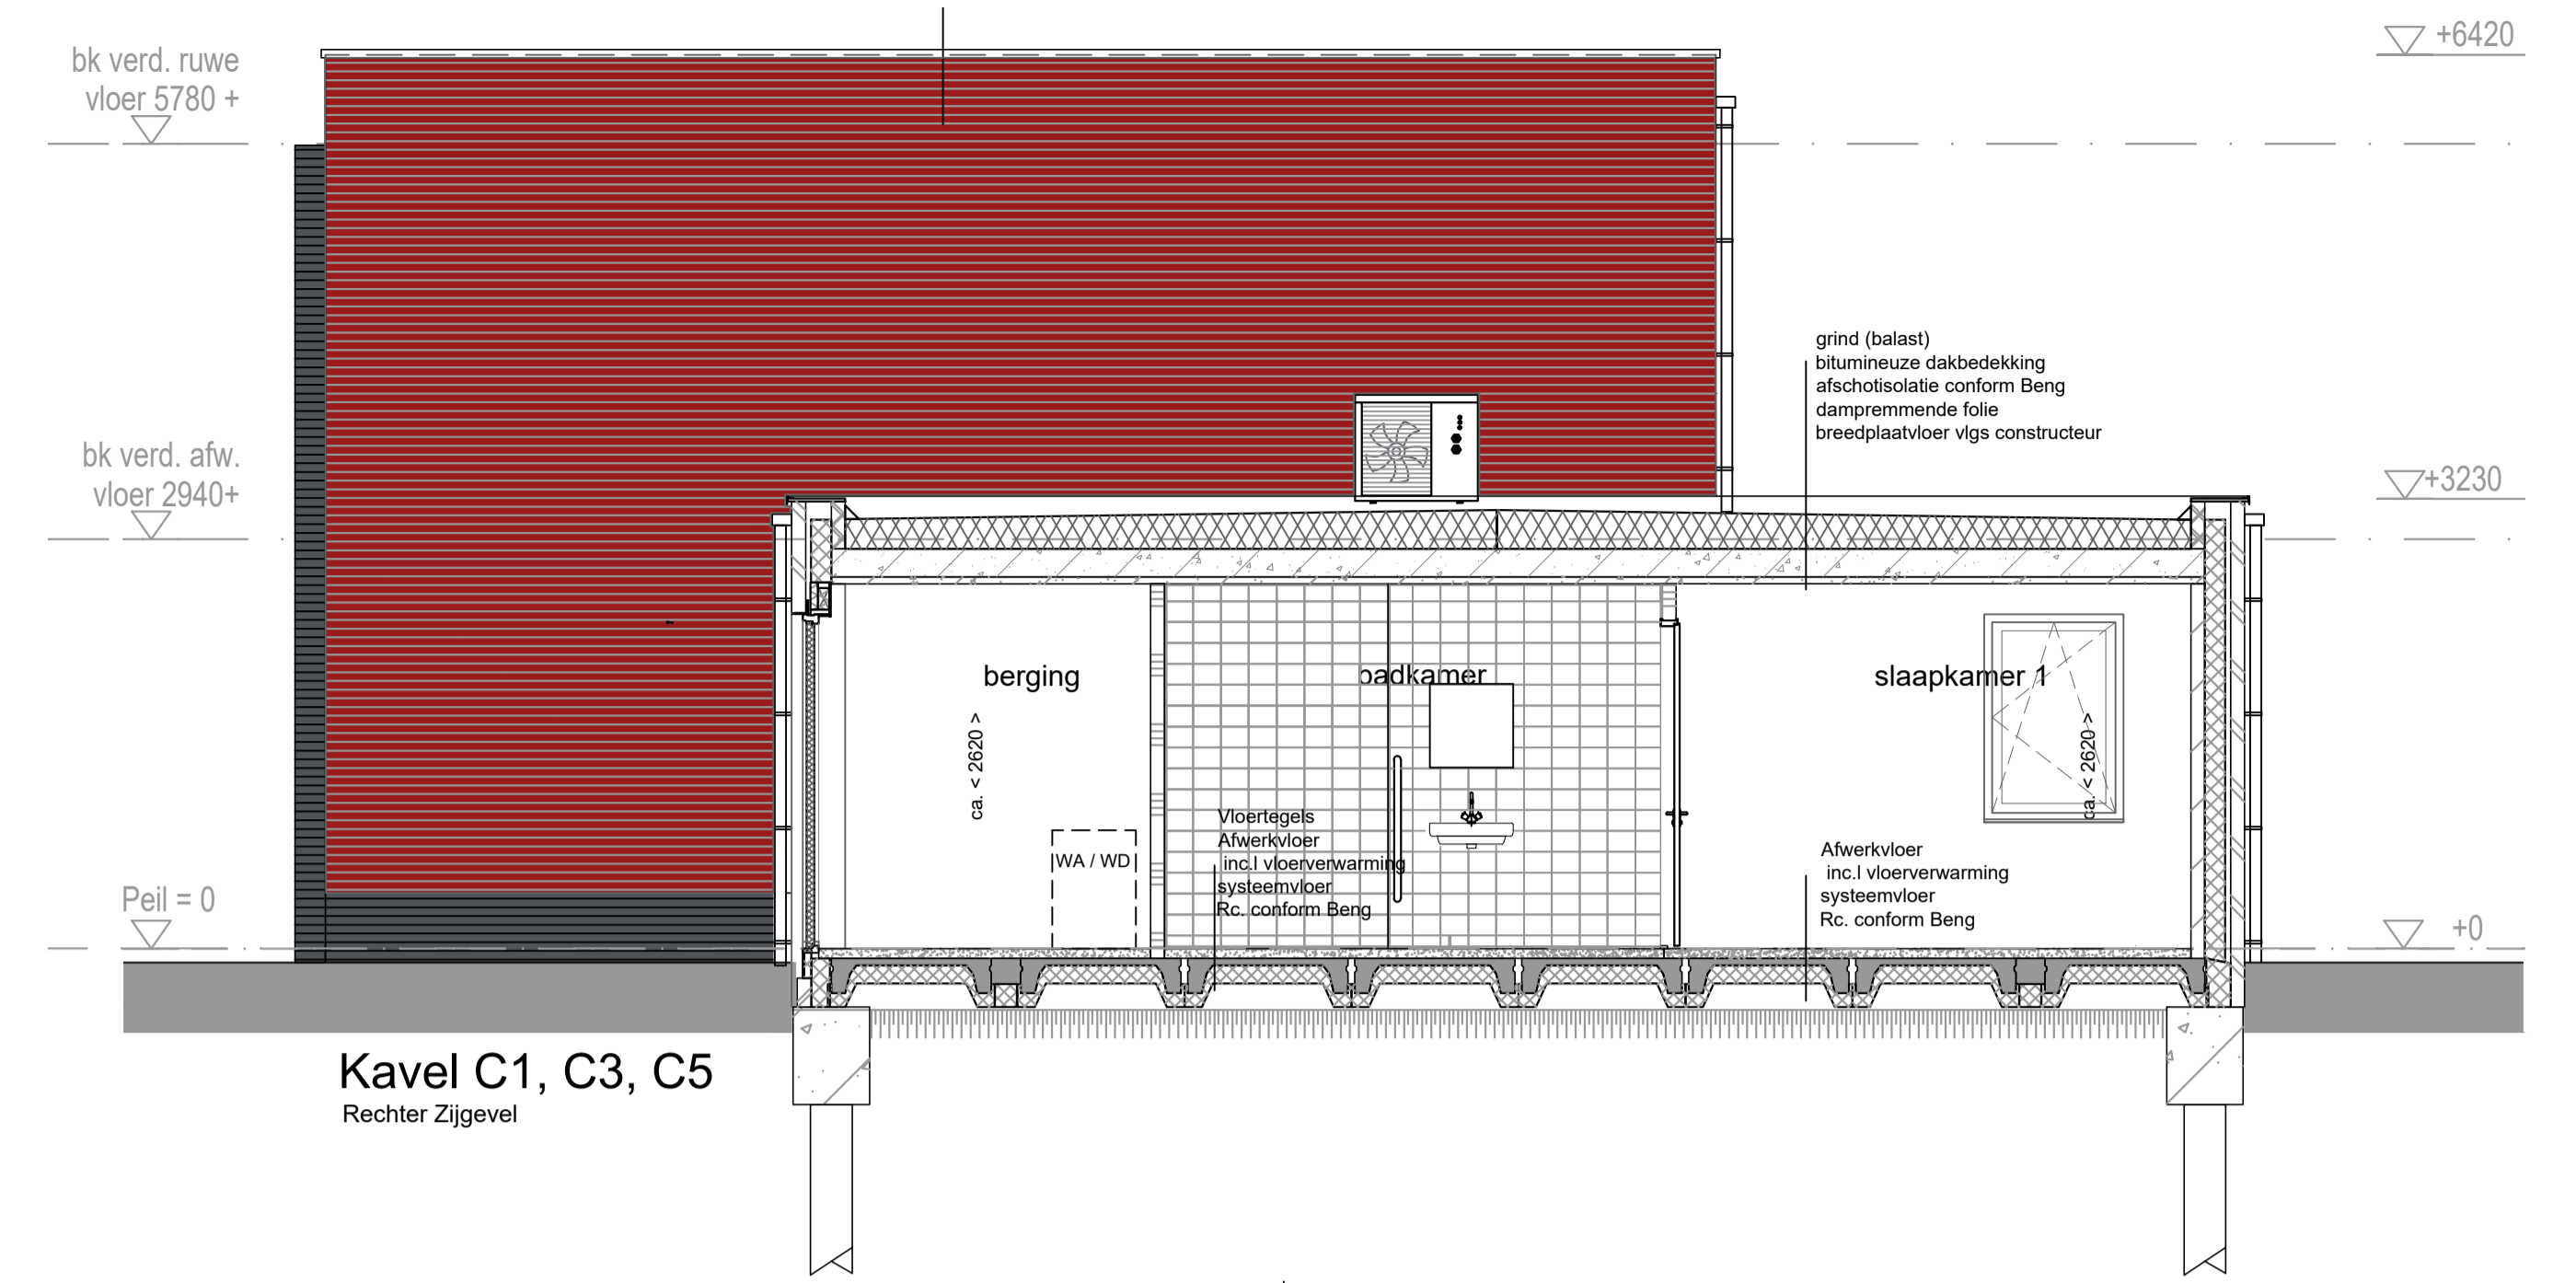 bk verd. ruwe
vloer 5780 +
+6420
grind (balast)
bitumineuze dakbedekking
afschotisolatie conform Beng
dampremmende folie
breedplaatvloer vlgs constructeur
bk verd. afw.
vloer 2940+
+3230
berging
badkamer
slaapkamer 1
ca. < 2620 >
ca. < 2620 >
Vloertegels
Afwerkvloer
inc.l vloerverwarming
systeemvloer
Rc. conform Beng
WA / WD
Afwerkvloer
inc.l vloerverwarming
systeemvloer
Rc. conform Beng
Peil = 0
+0
Kavel C1, C3, C5
Rechter Zijgevel